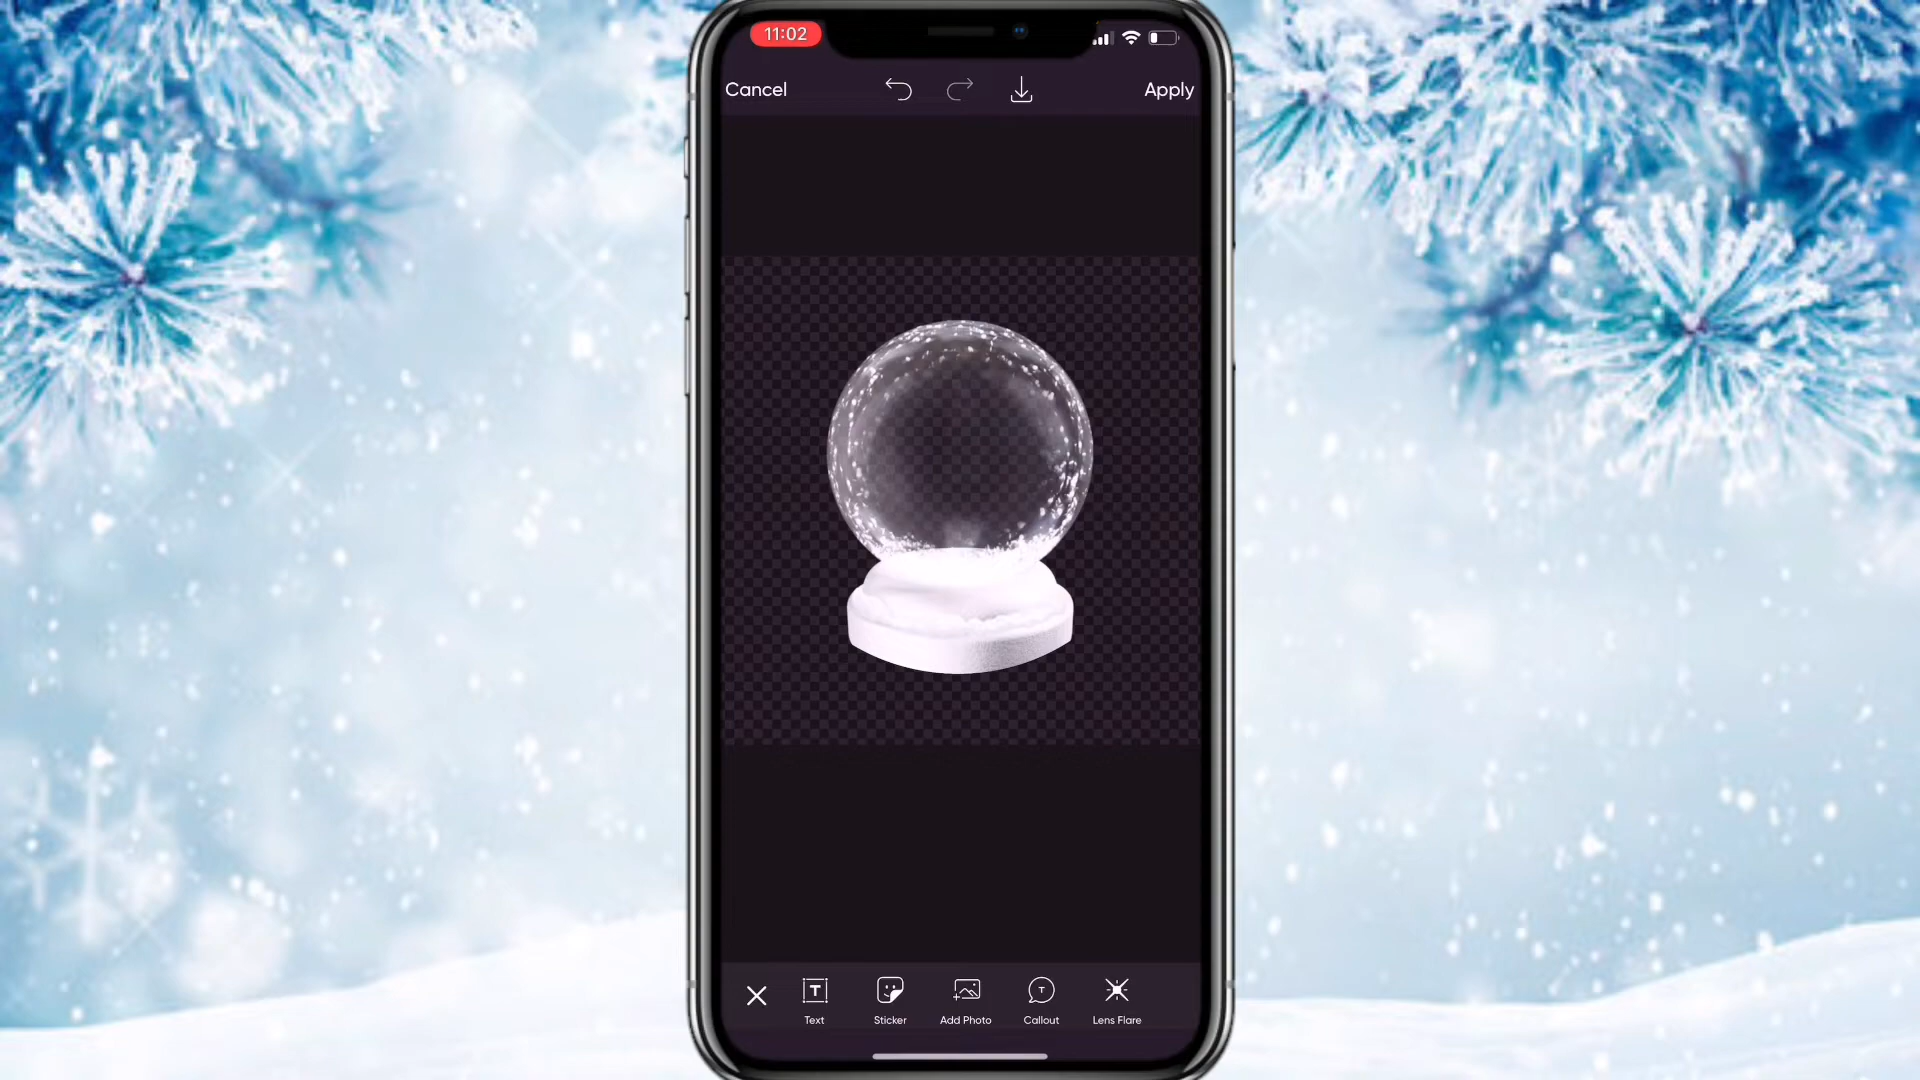 11:02
Cancel
Apply
T
T
Text
Sticker
Add Photo
Callout
Lens Flare